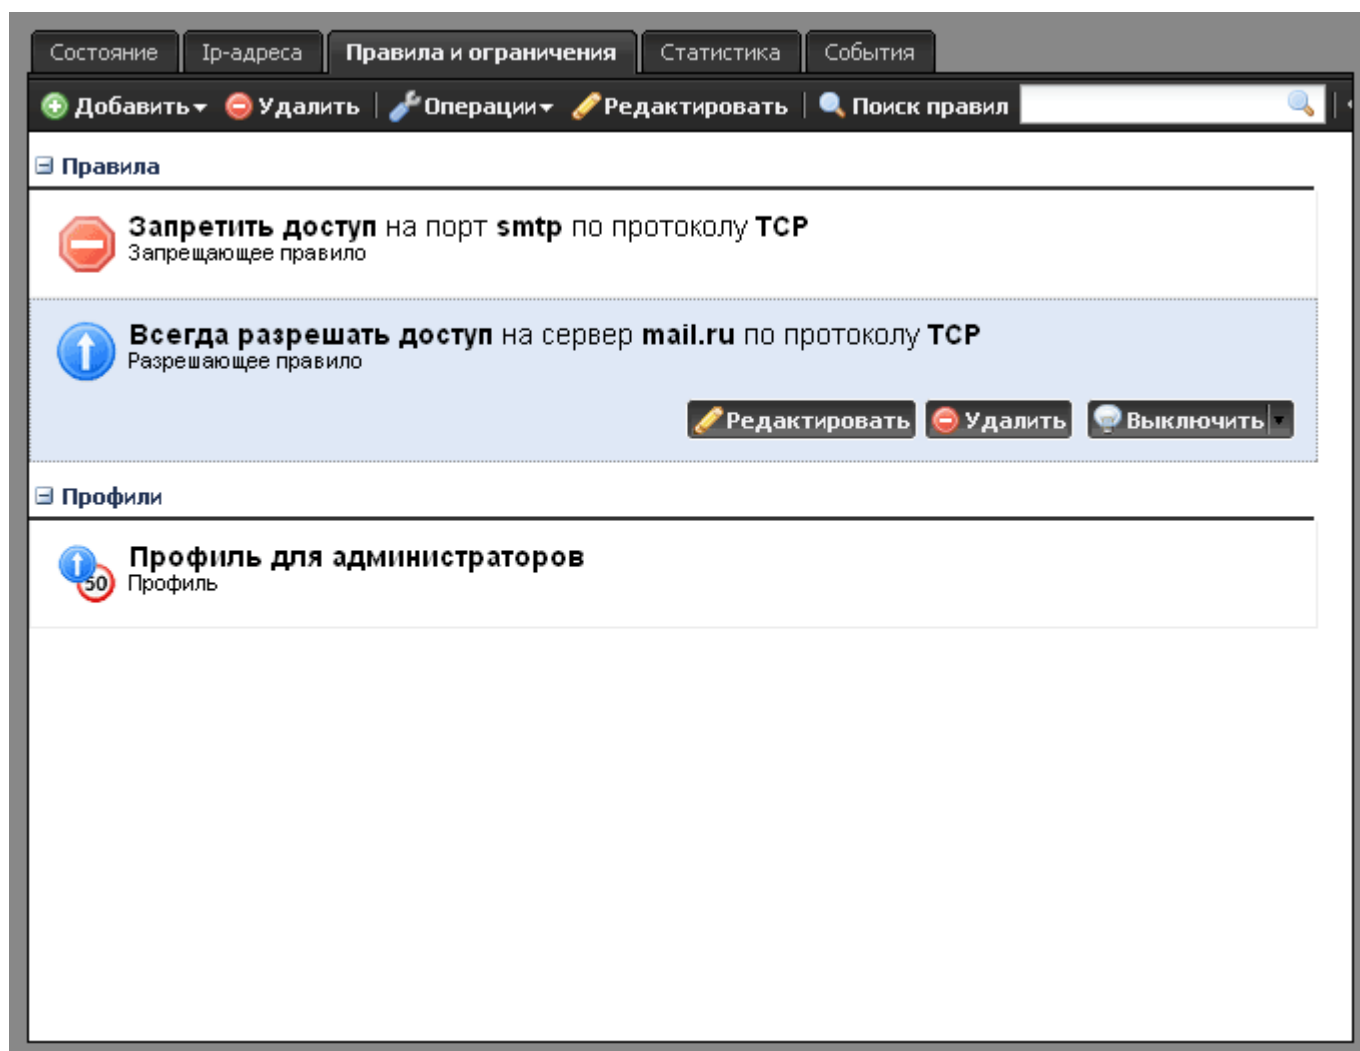 Состояние Ip-адреса Правила и ограничения Статистика События
Добавить Удалить Операции Редактировать Поиск правил
Правила
Запретить доступ на порт smtp по протоколу TCP
Запрещающее правило
Всегда разрешать доступ на сервер mail.ru по протоколу TCP
Разрешающее правило
Редактировать Удалить Выключить
Профили
Профиль для администраторов
50 Профиль